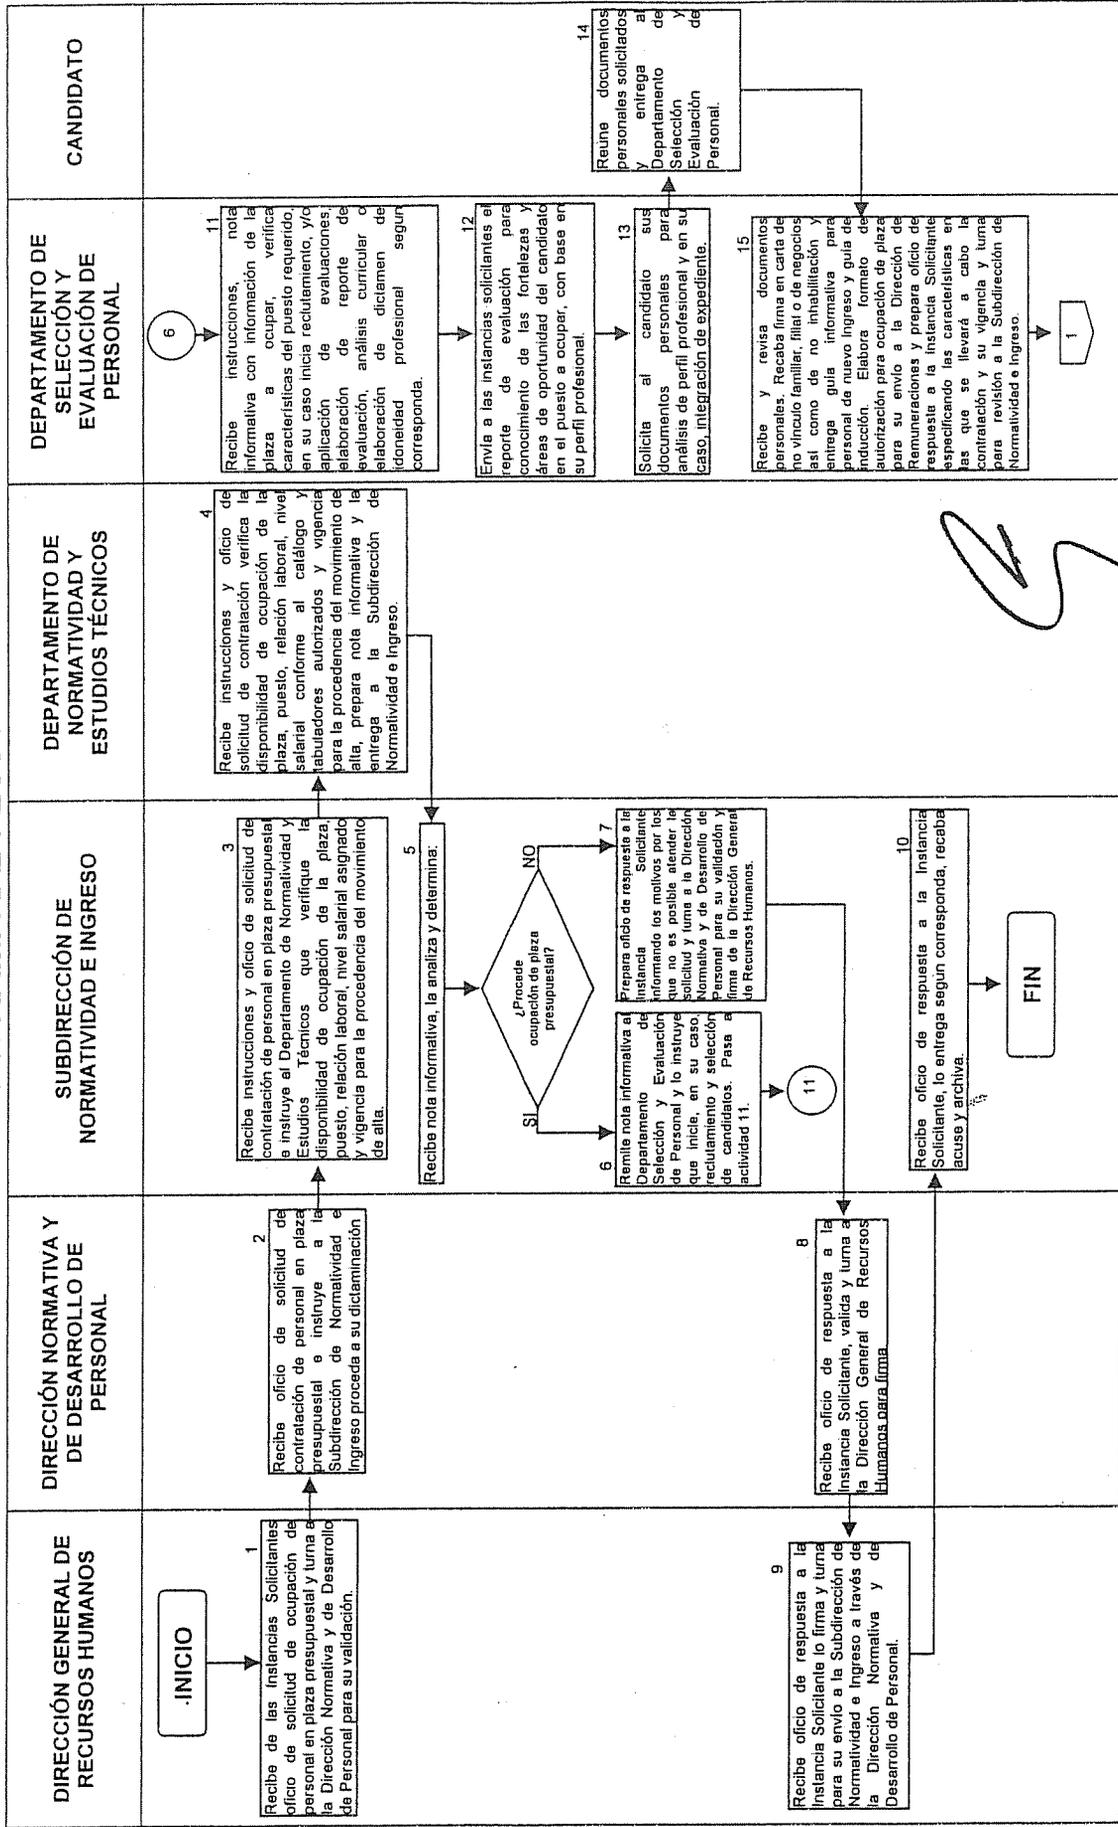 DIRECCIÓN GENERAL DE
RECURSOS HUMANOS
DIRECCIÓN NORMATIVA Y
DE DESARROLLO DE
PERSONAL
SUBDIRECCIÓN DE
NORMATIVIDAD E INGRESO
DEPARTAMENTO DE
NORMATIVIDAD Y
ESTUDIOS TÉCNICOS
DEPARTAMENTO DE
SELECCIÓN Y
EVALUACIÓN DE
PERSONAL
CANDIDATO
INICIO
1
Recibe de las Instancias Solicitantes
oficio de solicitud de ocupación de
personal en plaza presupuestal y turna a
la Dirección Normativa y de Desarrollo
de Personal para su validación.
2
Recibe oficio de solicitud de
contratación de personal en plaza
presupuestal e instruye a la
Subdirección de Normatividad e
Ingreso proceda a su dictaminación
3
Recibe instrucciones y oficio de solicitud de
contratación de personal en plaza presupuestal
e instruye al Departamento de Normatividad y
Estudios Técnicos que verifique la
disponibilidad de ocupación de la plaza,
puesto, relación laboral, nivel salarial asignado
y vigencia para la procedencia del movimiento
de alta.
4
Recibe instrucciones y oficio de
solicitud de contratación verifica la
disponibilidad de ocupación de la
plaza, puesto, relación laboral, nivel
salarial conforme al catálogo y
tabuladores autorizados y vigencia
para la procedencia del movimiento de
alta, prepara nota informativa y la
entrega a la Subdirección de
Normatividad e Ingreso.
5
Recibe nota informativa, la analiza y determina:
¿Procede
ocupación de plaza
presupuestal?
SI
NO
6
Remite nota informativa al
Departamento de
Selección y Evaluación
de Personal y lo instruye
que inicie, en su caso,
reclutamiento y selección
de candidatos. Pasa a
actividad 11.
11
7
Prepara oficio de respuesta a la
Instancia Solicitante
informando los motivos por los
que no es posible atender la
solicitud y turna a la Dirección
Normativa y de Desarrollo de
Personal para su validación y
firma de la Dirección General
de Recursos Humanos.
8
Recibe oficio de respuesta a la
Instancia Solicitante, valida y turna a
la Dirección General de Recursos
Humanos para firma
9
Recibe oficio de respuesta a la
Instancia Solicitante lo firma y turna
para su envío a la Subdirección de
Normatividad e Ingreso a través de
la Dirección Normativa y de
Desarrollo de Personal.
10
Recibe oficio de respuesta a la Instancia
Solicitante, lo entrega según corresponda, recaba
acuse y archiva.
FIN
6
11
Recibe instrucciones, nota
informativa con información de la
plaza a ocupar, verifica
características del puesto requerido,
en su caso inicia reclutamiento, y/o
aplicación de evaluaciones,
elaboración de reporte de
evaluación, análisis curricular o
elaboración de dictamen de
idoneidad profesional según
corresponda.
12
Envía a las instancias solicitantes el
reporte de evaluación para
conocimiento de las fortalezas y
áreas de oportunidad del candidato
en el puesto a ocupar, con base en
su perfil profesional.
13
Solicita al candidato sus
documentos personales para
análisis de perfil profesional y en su
caso, integración de expediente.
14
Reúne documentos
personales solicitados
y entrega al
Departamento de
Selección y
Evaluación de
Personal.
15
Recibe y revisa documentos
personales. Recaba firma en carta de
no vínculo familiar, filial o de negocios
así como de no inhabilitación y
entrega guía informativa para
personal de nuevo Ingreso y guía de
inducción. Elabora formato de
autorización para ocupación de plaza
para su envío a la Dirección de
Remuneraciones y prepara oficio de
respuesta a la Instancia Solicitante
especificando las características en
las que se llevará a cabo la
contratación y su vigencia y turna
para revisión a la Subdirección de
Normatividad e Ingreso.
1